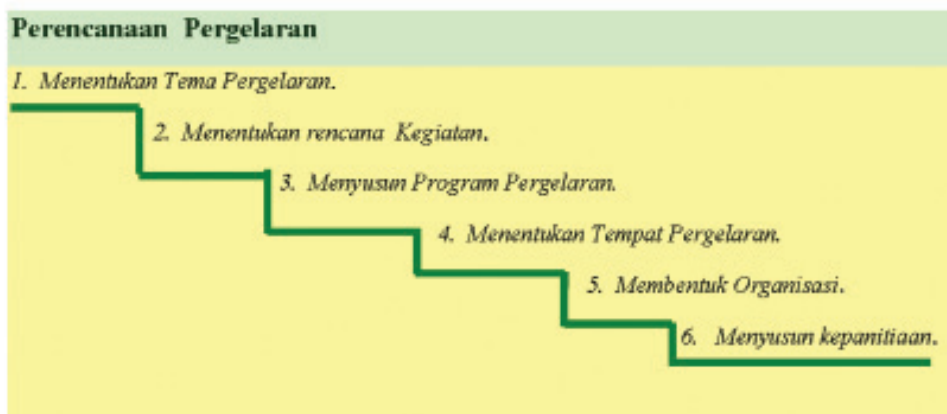 Perencanaan Pergelaran
1. Menentukan Tema Pergelaran.
2. Menentukan rencana Kegiatan.
3. Menyusun Program Pergelaran.
4. Menentukan Tempat Pergelaran.
5. Membentuk Organisasi.
6. Menyusun kepanitiaan.